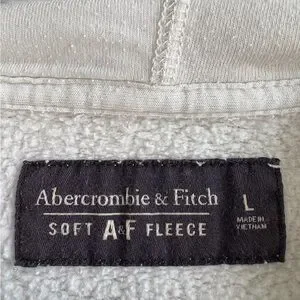 Abercrombie & Fitch
SOFT A&F FLEECE
L
MADE IN
VIETNAM